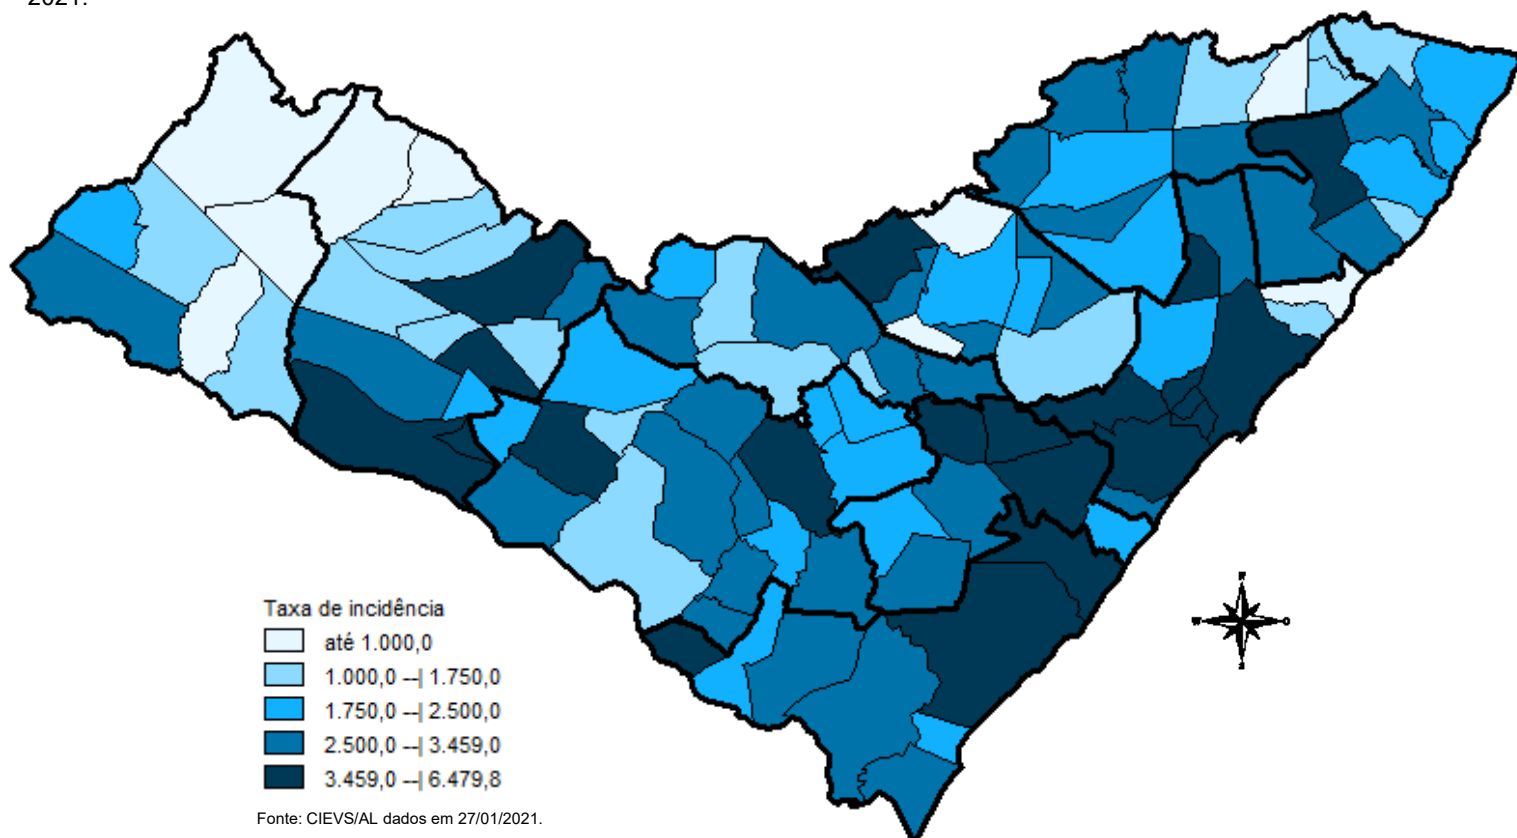 2021.
Taxa de incidência
até 1.000,0
1.000,0 --| 1.750,0
1.750,0 --| 2.500,0
2.500,0 --| 3.459,0
3.459,0 --| 6.479,8
Fonte: CIEVS/AL dados em 27/01/2021.